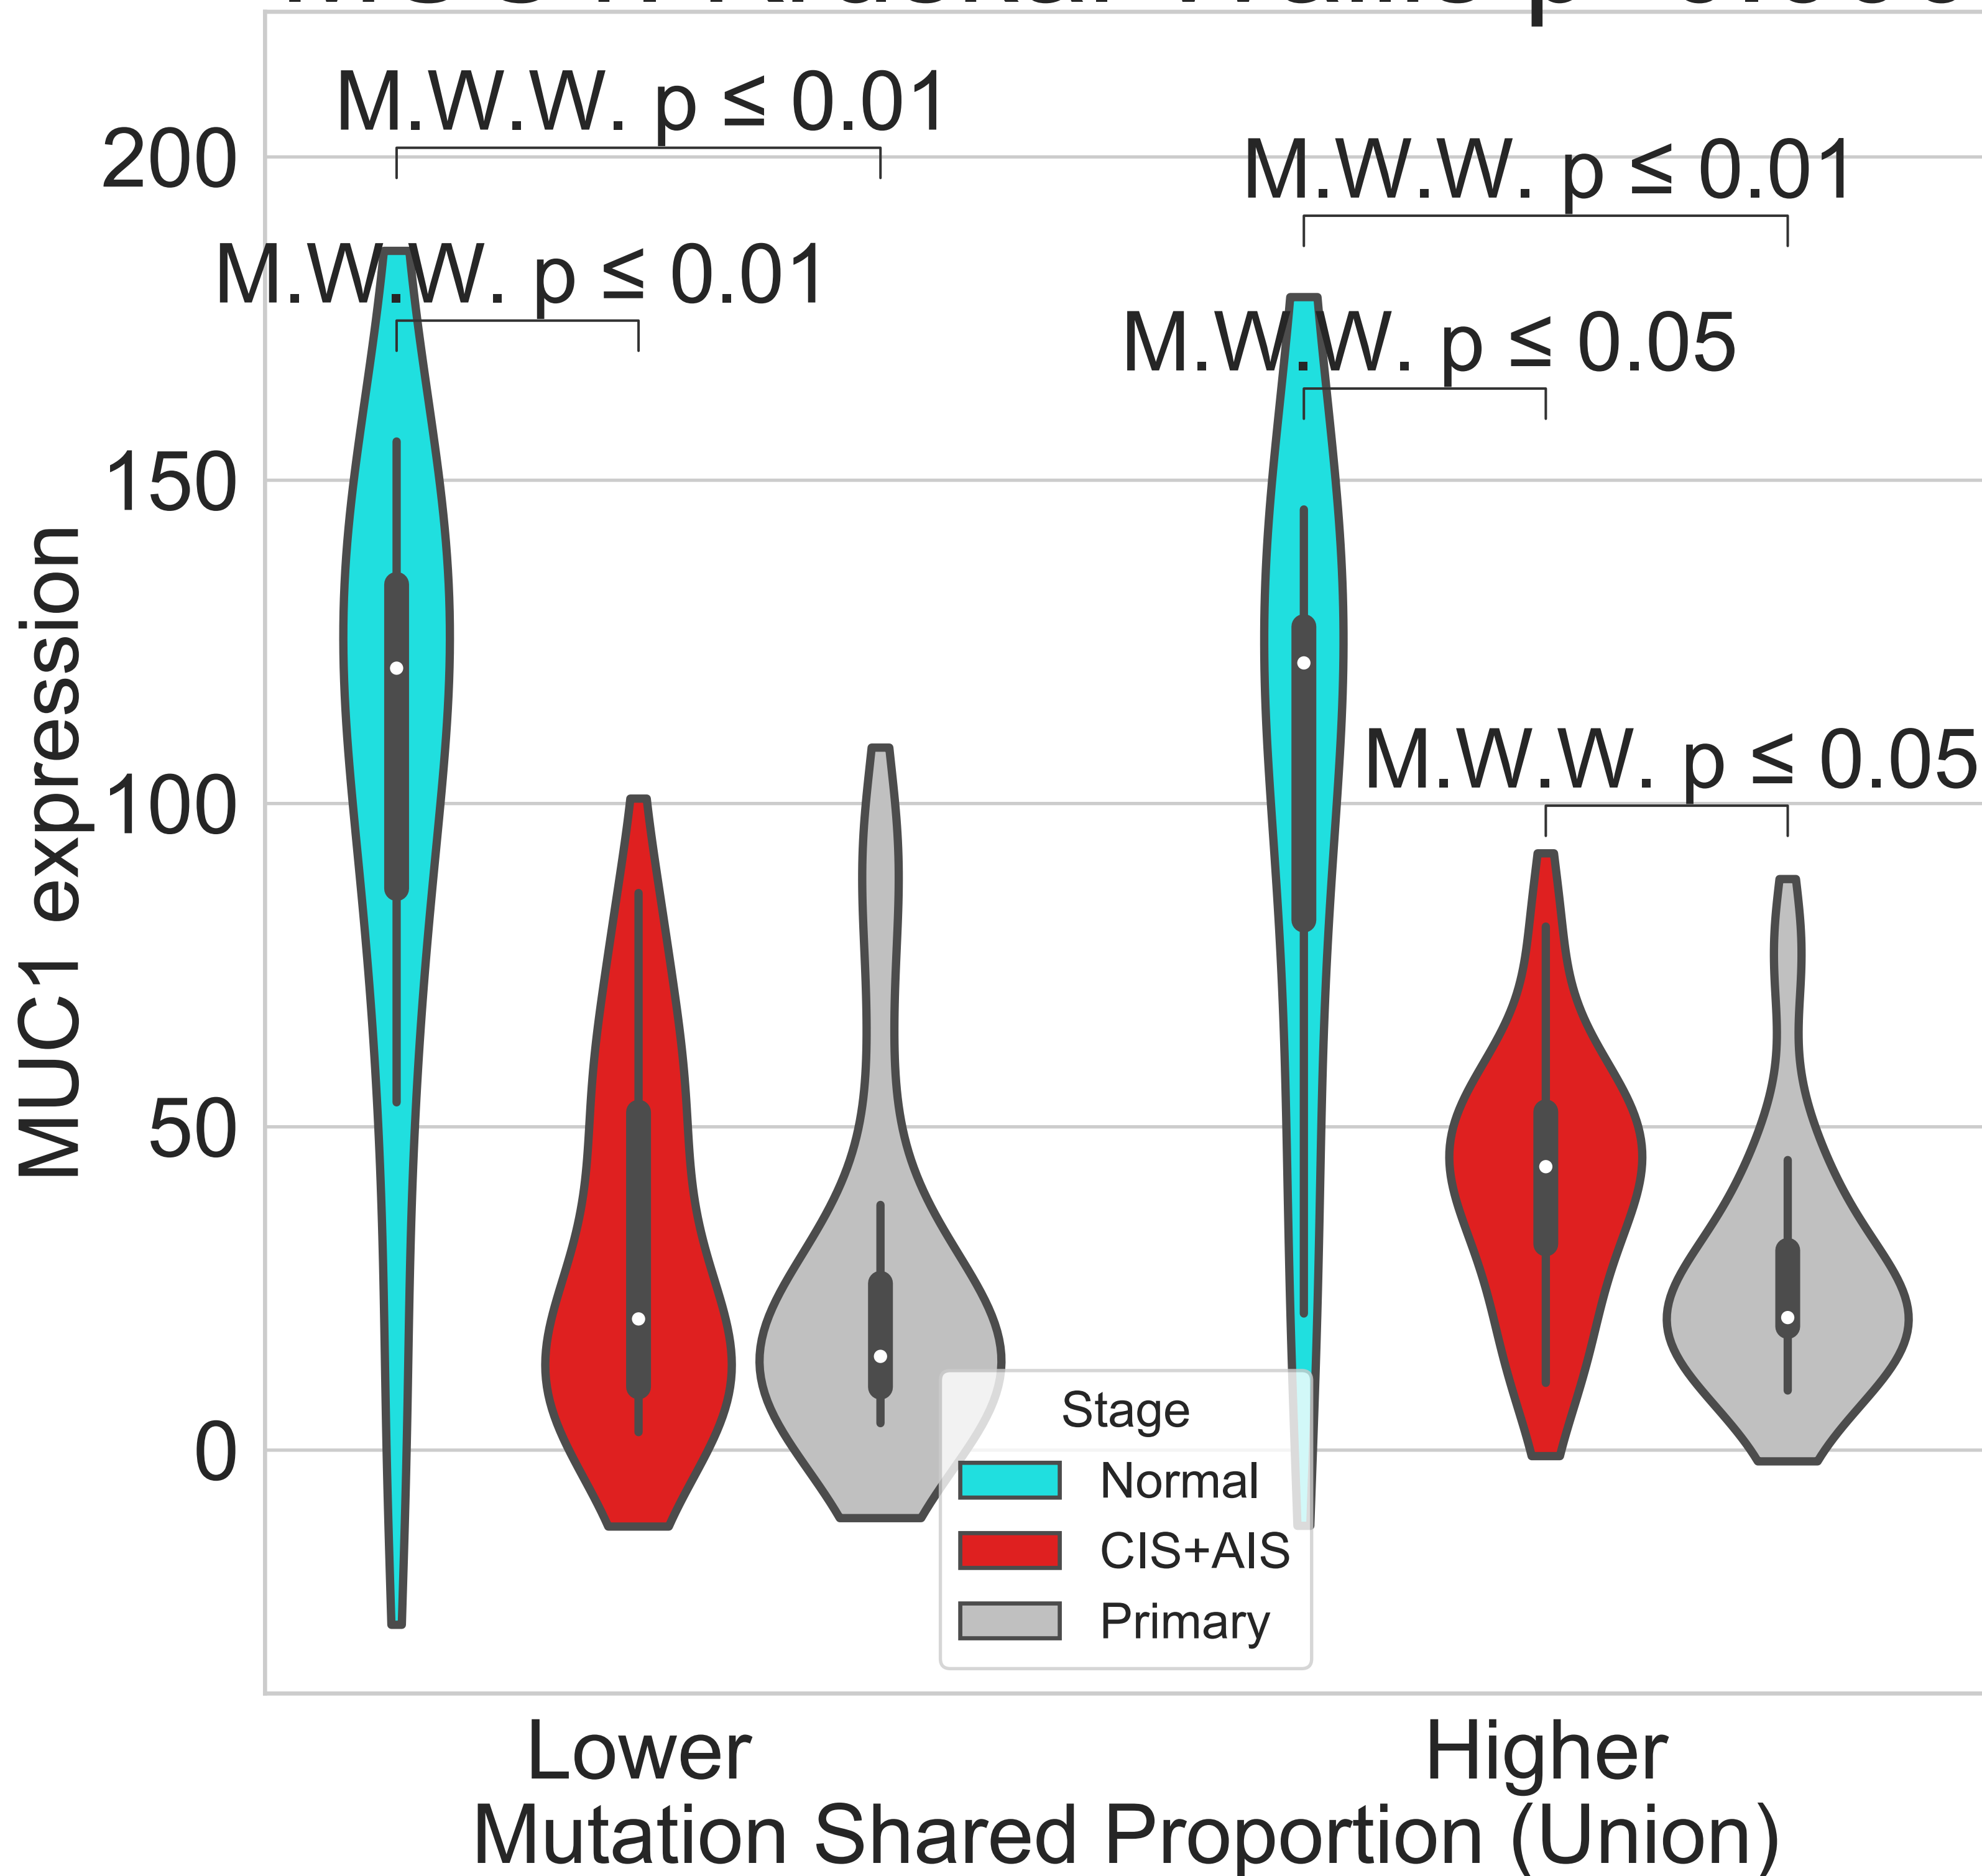 M.W.W. p ≤ 0.01
200
M.W.W. p ≤ 0.01
M.W.W. p ≤ 0.01
M.W.W. p ≤ 0.05
150
M.W.W. p ≤ 0.05
100
50
0
MUC1 expression
Stage
Normal
CIS+AIS
Primary
Lower
Higher
Mutation Shared Proportion (Union)